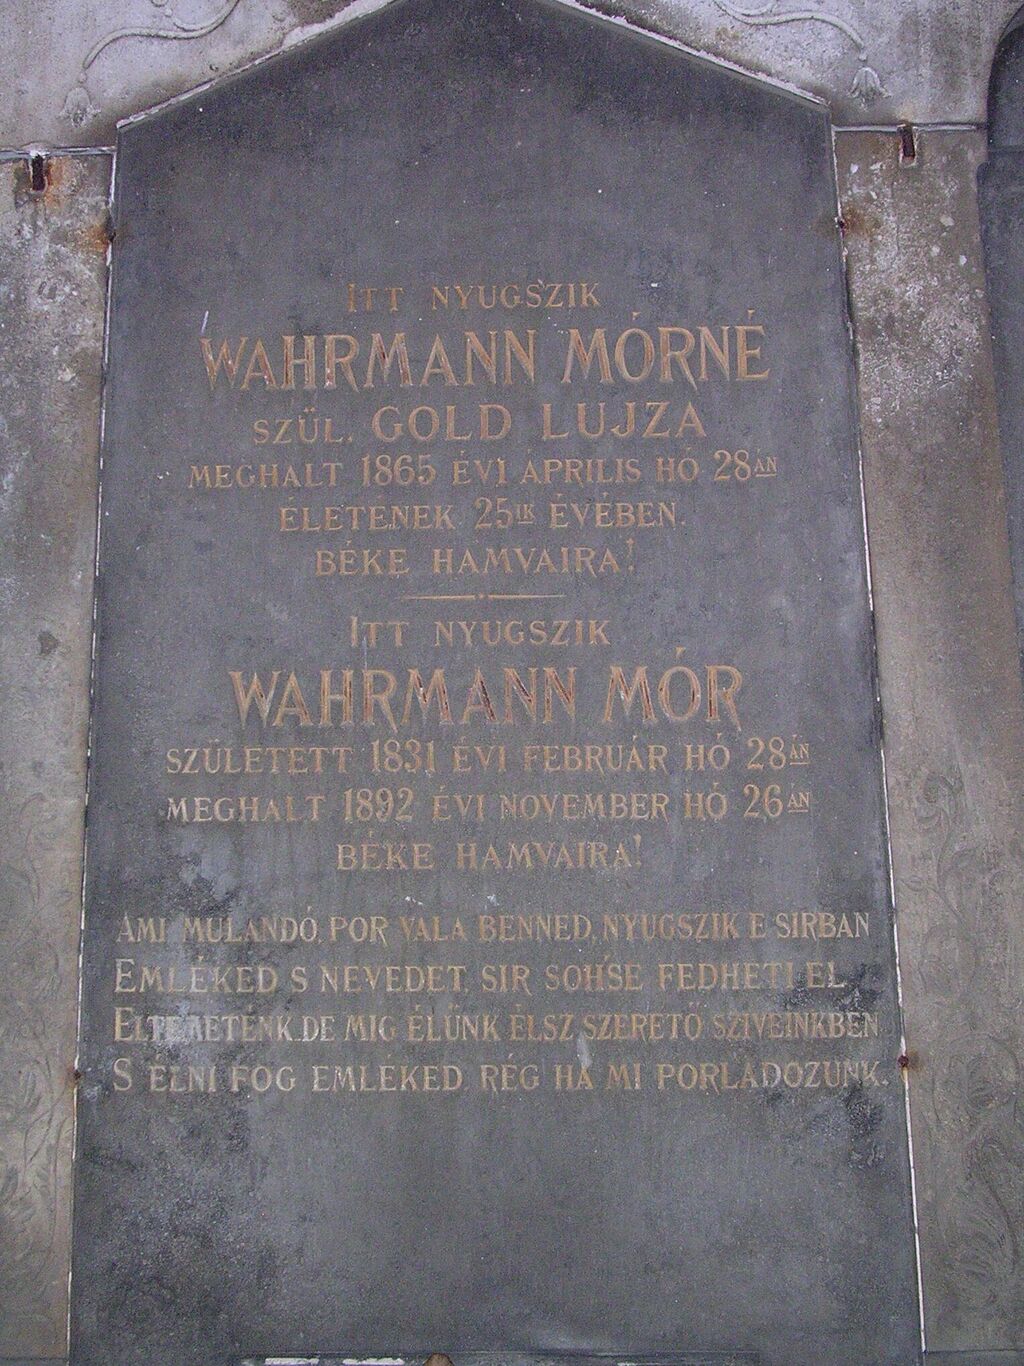 ITT NYUGSZIK
WAHRMANN MÓRNÉ
SZÜL. GOLD LUJZA
MEGHALT 1865 ÉVI ÁPRILIS HÓ 28ÁN
ÉLETÉNEK 25IK ÉVÉBEN.
BÉKE HAMVAIRA!
ITT NYUGSZIK
WAHRMANN MÓR
SZÜLETETT 1831 ÉVI FEBRUÁR HÓ 28ÁN
MEGHALT 1892 ÉVI NOVEMBER HÓ 26ÁN
BÉKE HAMVAIRA!
AMI MULANDÓ, POR VALA BENNED, NYUGSZIK E SIRBAN
EMLÉKED S NEVEDET, SIR SOHSE FEDHETI EL
ELTEMETÉNK. DE MIG ÉLÜNK ÉLSZ SZERETŐ SZIVEINKBEN
S ÉLNI FOG EMLÉKED RÉG HA MI PORLADOZUNK.